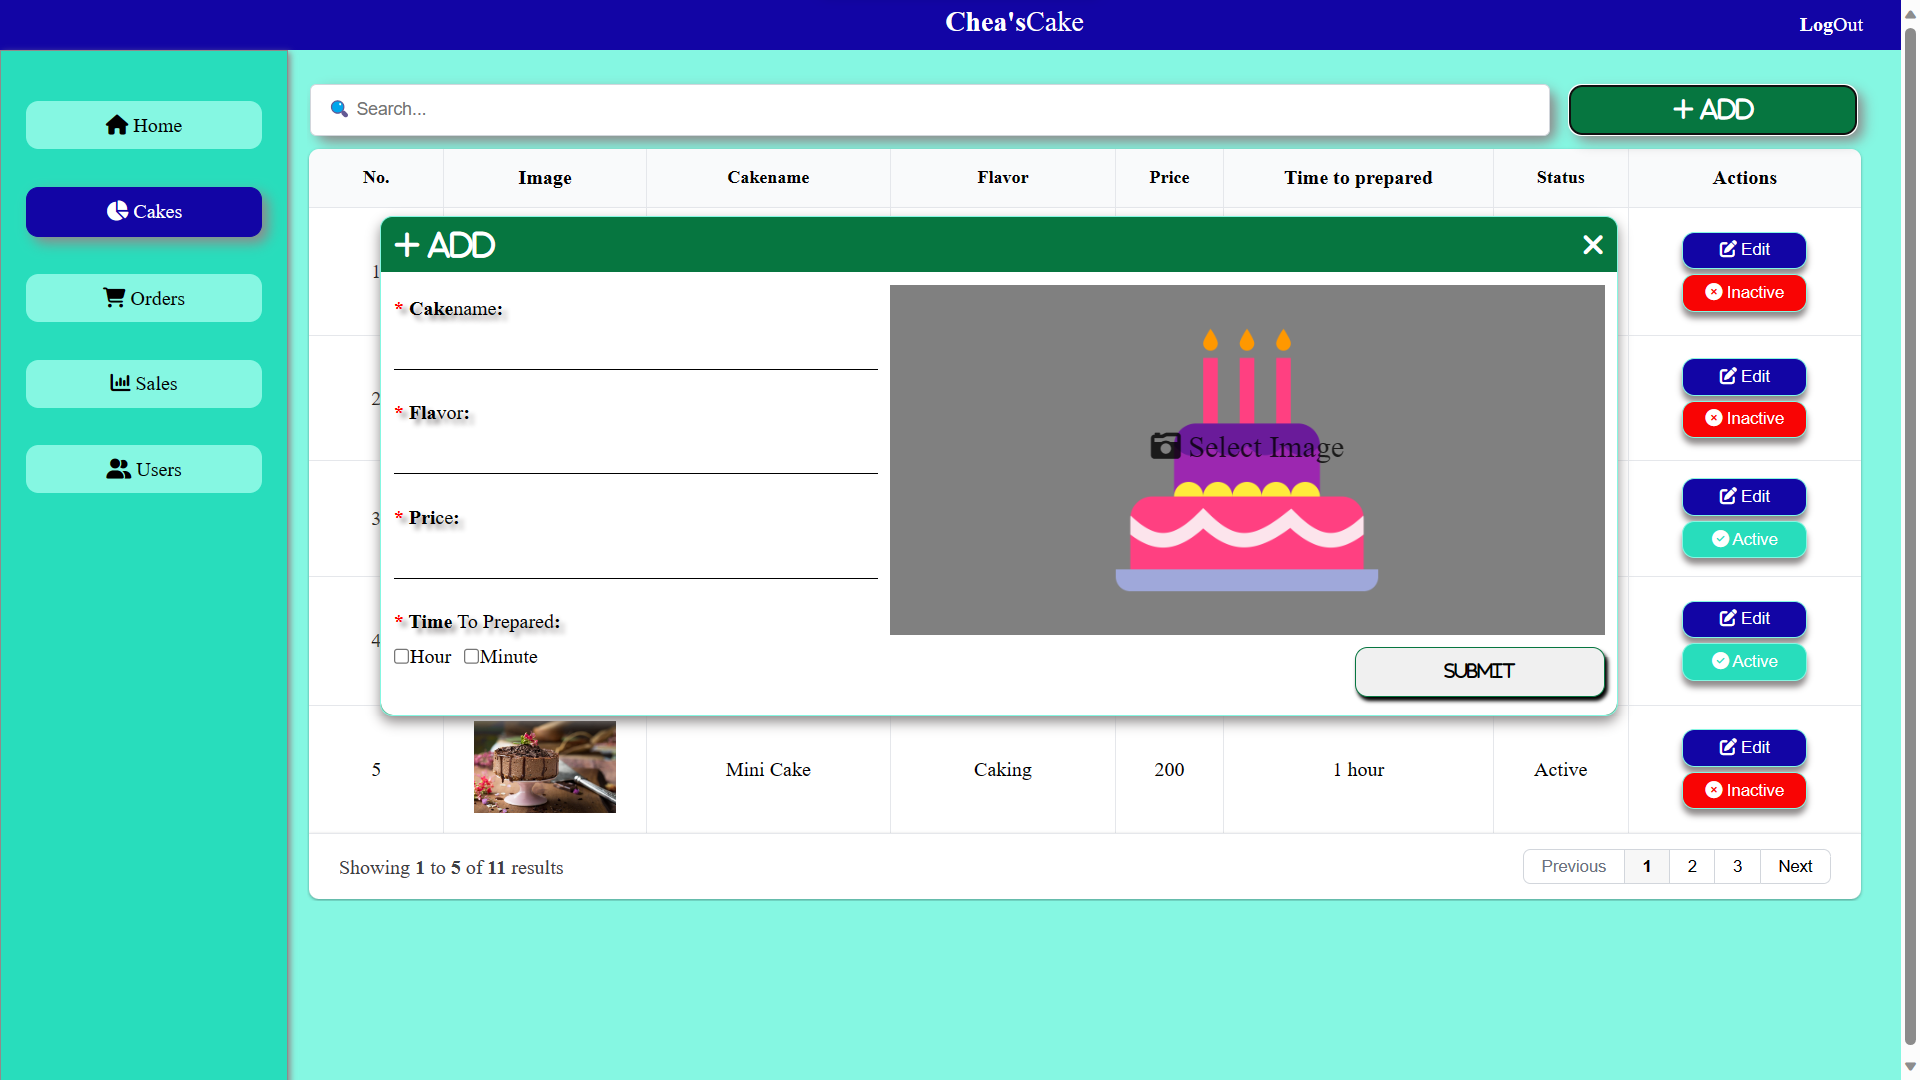 Chea'sCake
LogOut
Home
Cakes
Orders
Sales
Users
Search...
+ ADD
No. Image Cakename Flavor Price Time to prepared Status Actions
+ ADD
* Cakename:
* Flavor:
* Price:
* Time To Prepared:
Hour Minute
Select Image
SUBMIT
1 Edit
Inactive
2 Edit
Inactive
3 Edit
Active
4 Edit
Active
5 Mini Cake Caking 200 1 hour Active Edit
Inactive
Showing 1 to 5 of 11 results
Previous 1 2 3 Next